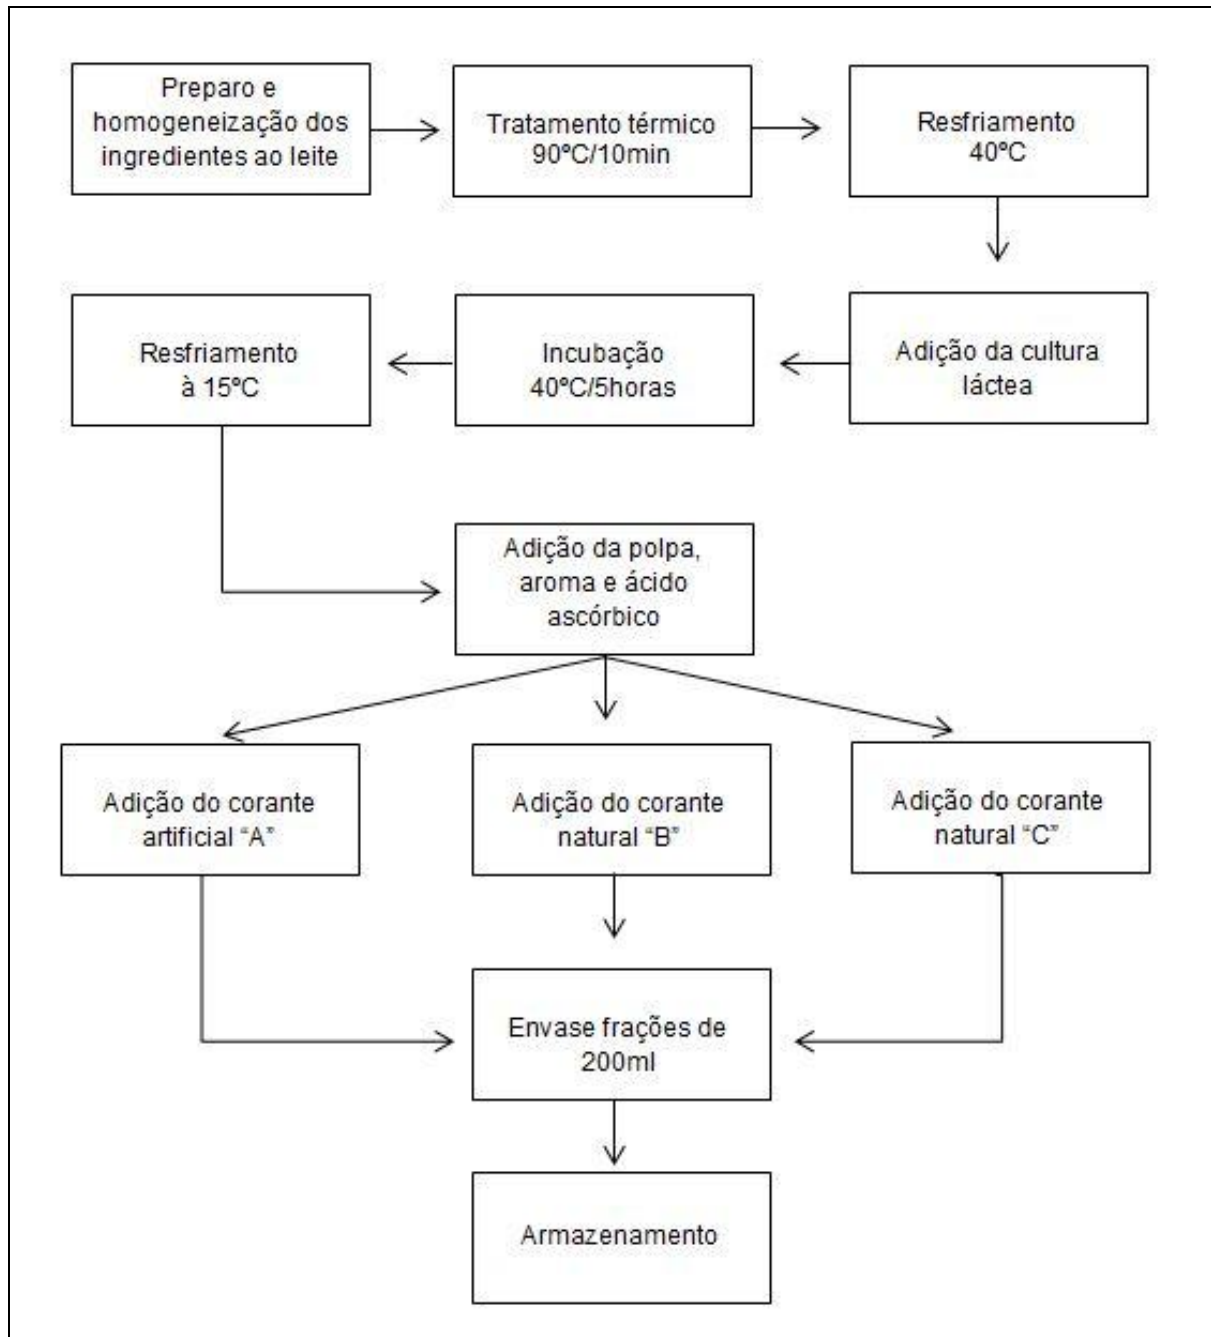 Preparo e
homogeneização dos
ingredientes ao leite
Tratamento térmico
90ºC/10min
Resfriamento
40ºC
Adição da cultura
láctea
Incubação
40ºC/5horas
Resfriamento
à 15ºC
Adição da polpa,
aroma e ácido
ascórbico
Adição do corante
artificial “A”
Adição do corante
natural “B”
Adição do corante
natural “C”
Envase frações de
200ml
Armazenamento